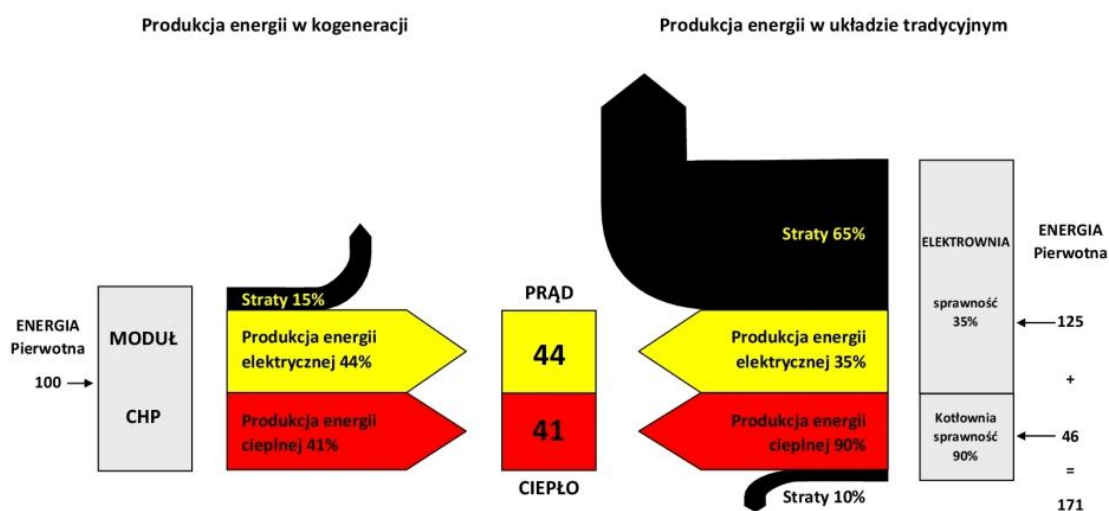 Produkcja energii w kogeneracji
Produkcja energii w układzie tradycyjnym
ENERGIA
Pierwotna
100
MODUŁ
CHP
Straty 15%
Produkcja energii
elektrycznej 44%
Produkcja energii
cieplnej 41%
PRĄD
44
41
CIEPŁO
Straty 65%
Produkcja energii
elektrycznej 35%
Produkcja energii
cieplnej 90%
Straty 10%
ELEKTROWNIA
sprawność
35%
Kotłownia
sprawność
90%
ENERGIA
Pierwotna
125
+
46
=
171